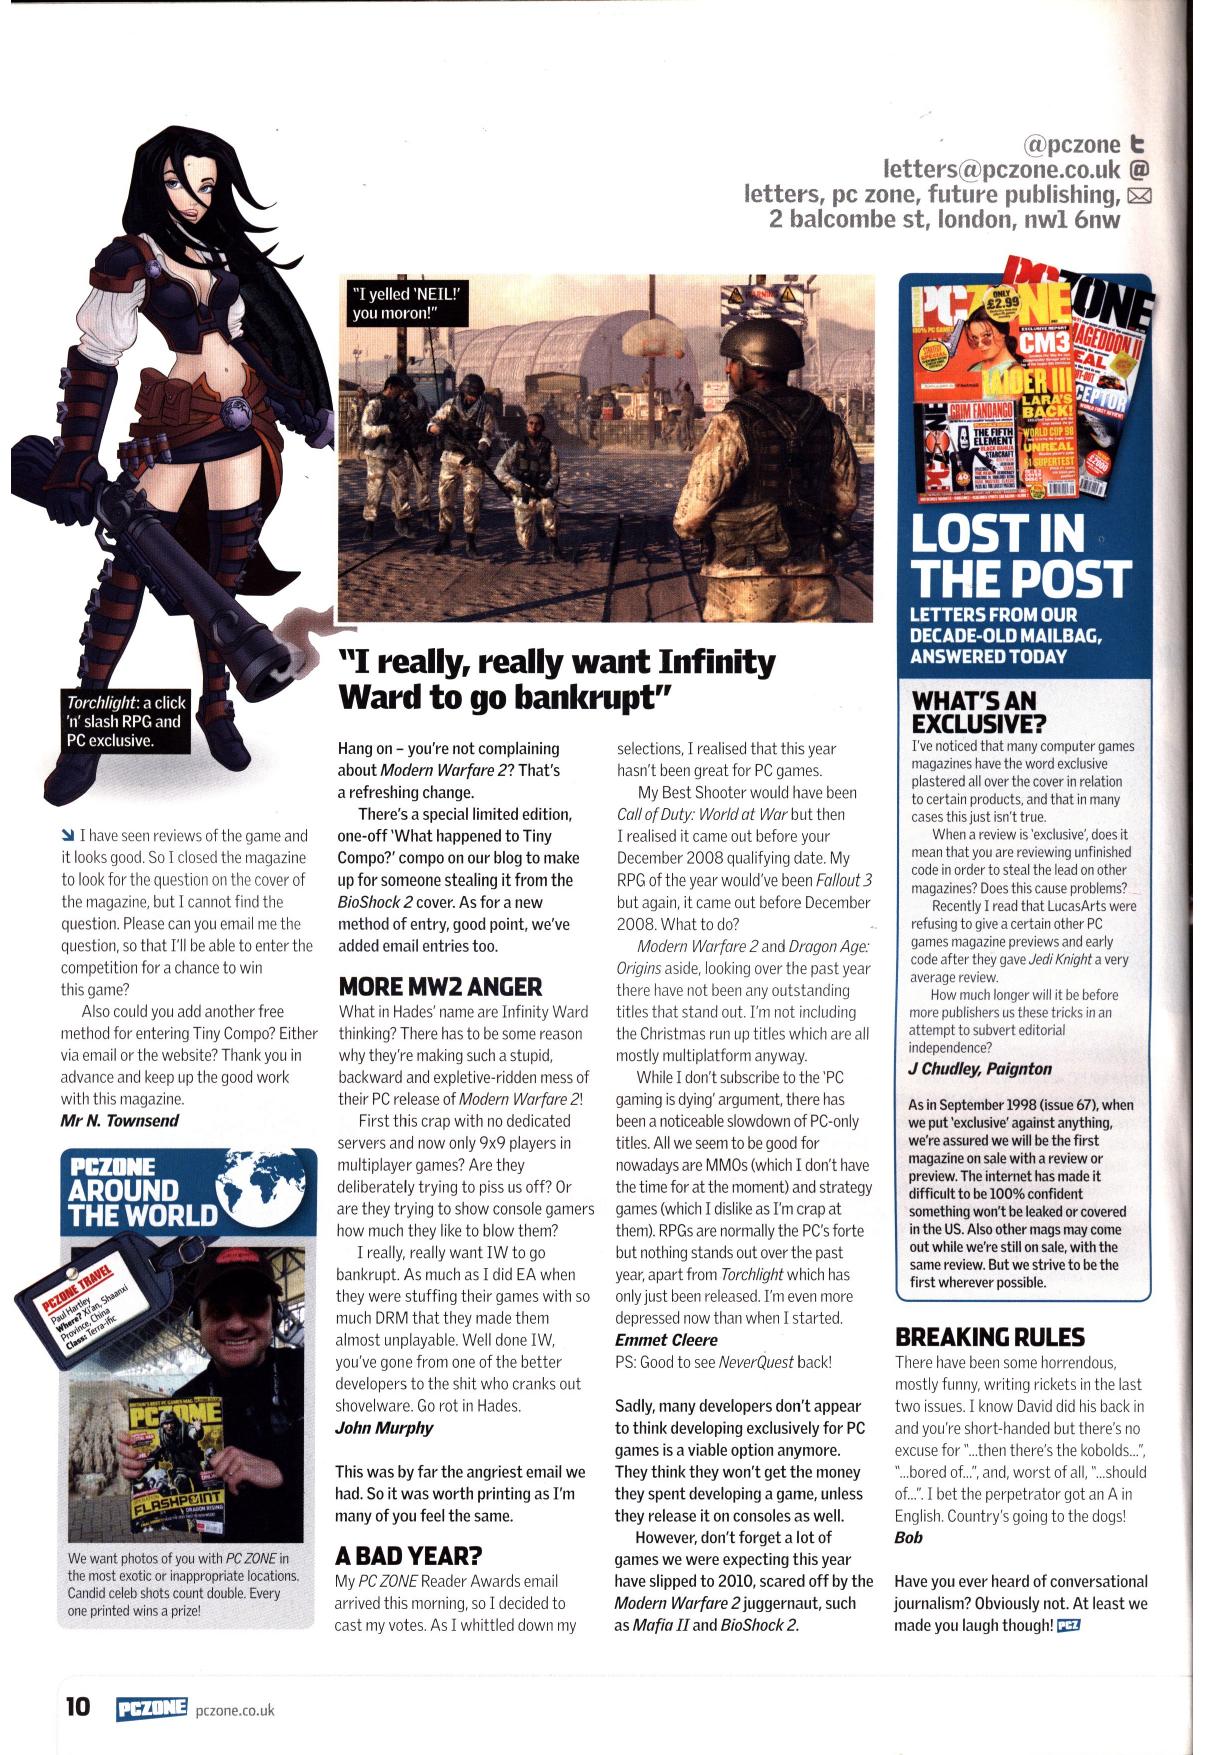 @pczone
letters@pczone.co.uk @
letters, pc zone, future publishing,
2 balcombe st, london, nw1 6nw
Torchlight: a click
'n' slash RPG and
PC exclusive.
I have seen reviews of the game and
it looks good. So I closed the magazine
to look for the question on the cover of
the magazine, but I cannot find the
question. Please can you email me the
question, so that I'll be able to enter the
competition for a chance to win
this game?
Also could you add another free
method for entering Tiny Compo? Either
via email or the website? Thank you in
advance and keep up the good work
with this magazine.
Mr N. Townsend
PCZONE
AROUND
THE WORLD
PCZONE TRAVEL
Paul Hartley
Where? Xi'an, Shaanxi
Province, China
Class: Terra-ific
PCZONE
FLASHPOINT
DRAGON RISING
We want photos of you with PC ZONE in
the most exotic or inappropriate locations.
Candid celeb shots count double. Every
one printed wins a prize!
"I yelled 'NEIL!'
you moron!"
WARNING
"I really, really want Infinity
Ward to go bankrupt"
Hang on – you're not complaining
about Modern Warfare 2? That's
a refreshing change.
There's a special limited edition,
one-off 'What happened to Tiny
Compo?' compo on our blog to make
up for someone stealing it from the
BioShock 2 cover. As for a new
method of entry, good point, we've
added email entries too.
MORE MW2 ANGER
What in Hades' name are Infinity Ward
thinking? There has to be some reason
why they're making such a stupid,
backward and expletive-ridden mess of
their PC release of Modern Warfare 2!
First this crap with no dedicated
servers and now only 9x9 players in
multiplayer games? Are they
deliberately trying to piss us off? Or
are they trying to show console gamers
how much they like to blow them?
I really, really want IW to go
bankrupt. As much as I did EA when
they were stuffing their games with so
much DRM that they made them
almost unplayable. Well done IW,
you've gone from one of the better
developers to the shit who cranks out
shovelware. Go rot in Hades.
John Murphy
This was by far the angriest email we
had. So it was worth printing as I'm
many of you feel the same.
A BAD YEAR?
My PC ZONE Reader Awards email
arrived this morning, so I decided to
cast my votes. As I whittled down my
selections, I realised that this year
hasn't been great for PC games.
My Best Shooter would have been
Call of Duty: World at War but then
I realised it came out before your
December 2008 qualifying date. My
RPG of the year would've been Fallout 3
but again, it came out before December
2008. What to do?
Modern Warfare 2 and Dragon Age:
Origins aside, looking over the past year
there have not been any outstanding
titles that stand out. I'm not including
the Christmas run up titles which are all
mostly multiplatform anyway.
While I don't subscribe to the 'PC
gaming is dying' argument, there has
been a noticeable slowdown of PC-only
titles. All we seem to be good for
nowadays are MMOs (which I don't have
the time for at the moment) and strategy
games (which I dislike as I'm crap at
them). RPGs are normally the PC's forte
but nothing stands out over the past
year, apart from Torchlight which has
only just been released. I'm even more
depressed now than when I started.
Emmet Cleere
PS: Good to see NeverQuest back!
Sadly, many developers don't appear
to think developing exclusively for PC
games is a viable option anymore.
They think they won't get the money
they spent developing a game, unless
they release it on consoles as well.
However, don't forget a lot of
games we were expecting this year
have slipped to 2010, scared off by the
Modern Warfare 2 juggernaut, such
as Mafia II and BioShock 2.
PC ZONE
ONLY
£2.99
EXCLUSIVE REPORT
CM3
RAIDER III
LARA'S
BACK!
WORLD CUP 98
UNREAL
SUPERTEST
GRIM FANDANGO
THE FIFTH
ELEMENT
BLACK DAHLIA
STARCRAFT
LOST IN
THE POST
LETTERS FROM OUR
DECADE-OLD MAILBAG,
ANSWERED TODAY
WHAT'S AN
EXCLUSIVE?
I've noticed that many computer games
magazines have the word exclusive
plastered all over the cover in relation
to certain products, and that in many
cases this just isn't true.
When a review is 'exclusive', does it
mean that you are reviewing unfinished
code in order to steal the lead on other
magazines? Does this cause problems?
Recently I read that LucasArts were
refusing to give a certain other PC
games magazine previews and early
code after they gave Jedi Knight a very
average review.
How much longer will it be before
more publishers us these tricks in an
attempt to subvert editorial
independence?
J Chudley, Paignton
As in September 1998 (issue 67), when
we put 'exclusive' against anything,
we're assured we will be the first
magazine on sale with a review or
preview. The internet has made it
difficult to be 100% confident
something won't be leaked or covered
in the US. Also other mags may come
out while we're still on sale, with the
same review. But we strive to be the
first wherever possible.
BREAKING RULES
There have been some horrendous,
mostly funny, writing rickets in the last
two issues. I know David did his back in
and you're short-handed but there's no
excuse for "...then there's the kobolds...",
"...bored of...", and, worst of all, "...should
of...". I bet the perpetrator got an A in
English. Country's going to the dogs!
Bob
Have you ever heard of conversational
journalism? Obviously not. At least we
made you laugh though! PCZ
10 PCZONE pczone.co.uk